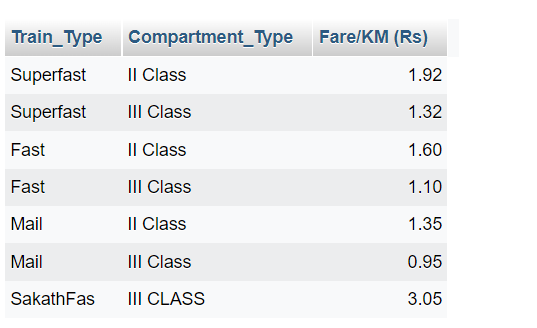 Train_Type Compartment_Type Fare/KM (Rs)
Superfast II Class 1.92
Superfast III Class 1.32
Fast II Class 1.60
Fast III Class 1.10
Mail II Class 1.35
Mail III Class 0.95
SakathFas III CLASS 3.05